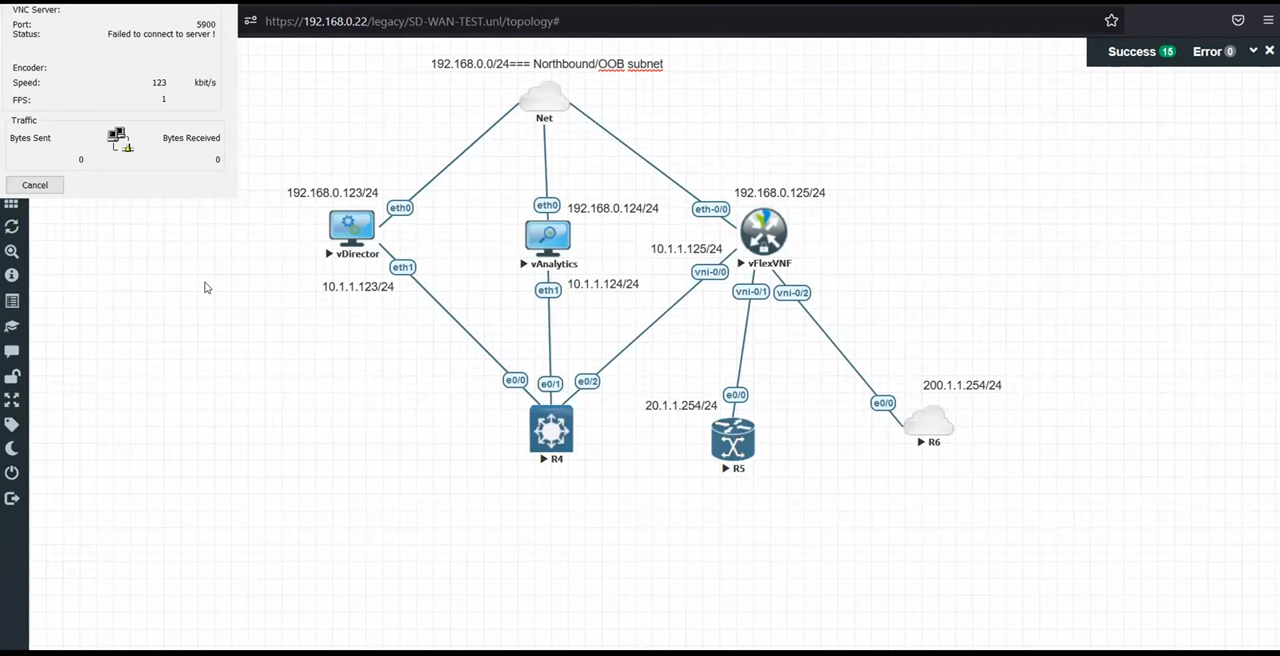 VNC Server:
Port: 5900
Status: Failed to connect to server !
Encoder:
Speed: 123 kbit/s
FPS: 1
Traffic
Bytes Sent Bytes Received
0 0
Cancel
https://192.168.0.22/legacy/SD-WAN-TEST.unl/topology#
Success 15 Error 0
192.168.0.0/24=== Northbound/OOB subnet
Net
192.168.0.123/24
eth0
vDirector
eth1
10.1.1.123/24
eth0
192.168.0.124/24
vAnalytics
eth1
10.1.1.124/24
192.168.0.125/24
eth-0/0
10.1.1.125/24
vFlexVNF
vni-0/0
vni-0/1
vni-0/2
e0/0
e0/1
e0/2
R4
20.1.1.254/24
e0/0
R5
200.1.1.254/24
e0/0
R6